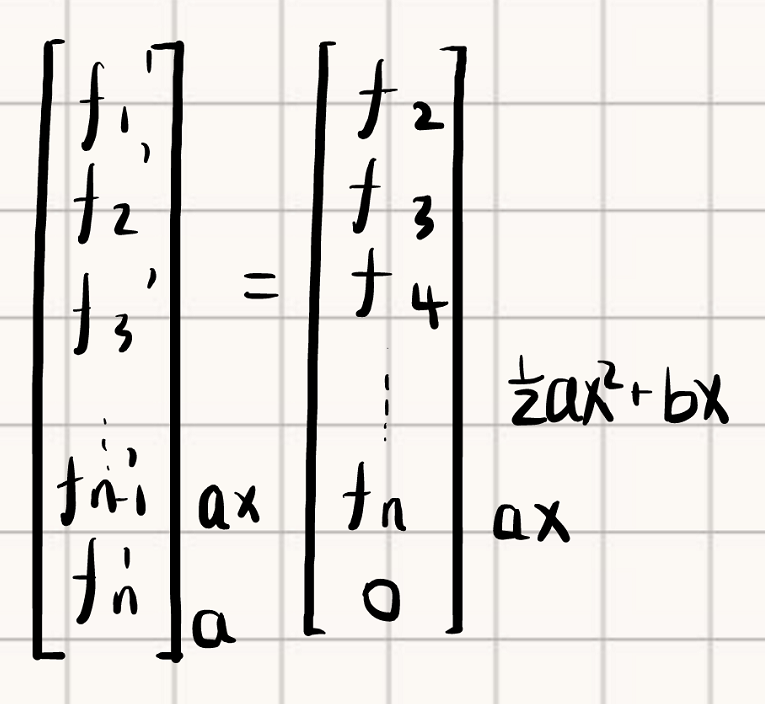 f₁' f₂
f₂' f₃
f₃' = f₄
⋮ ⋮ ½ax²+bx
fₙ₋₁' ax fₙ ax
fₙ' a 0